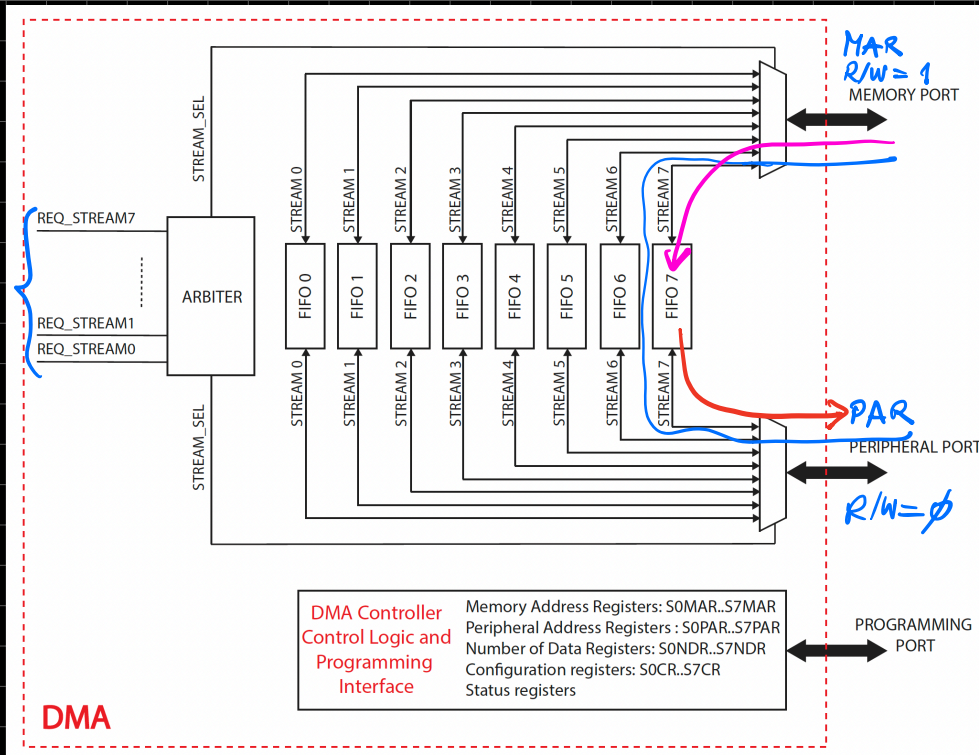 MAR
R/W = 1
MEMORY PORT
STREAM_SEL
STREAM 0
STREAM 1
STREAM 2
STREAM 3
STREAM 4
STREAM 5
STREAM 6
STREAM 7
REQ_STREAM7
REQ_STREAM1
REQ_STREAM0
ARBITER
FIFO 0
FIFO 1
FIFO 2
FIFO 3
FIFO 4
FIFO 5
FIFO 6
FIFO 7
STREAM_SEL
STREAM 0
STREAM 1
STREAM 2
STREAM 3
STREAM 4
STREAM 5
STREAM 6
STREAM 7
PAR
PERIPHERAL PORT
R/W=φ
DMA Controller
Control Logic and
Programming
Interface
Memory Address Registers: S0MAR..S7MAR
Peripheral Address Registers : S0PAR..S7PAR
Number of Data Registers: S0NDR..S7NDR
Configuration registers: S0CR..S7CR
Status registers
PROGRAMMING
PORT
DMA